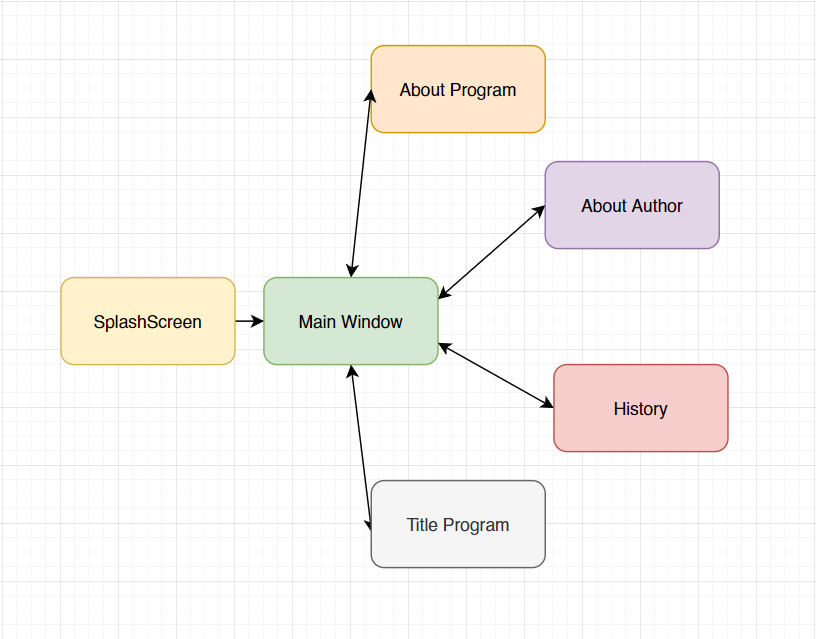 About Program
About Author
SplashScreen
Main Window
History
Title Program